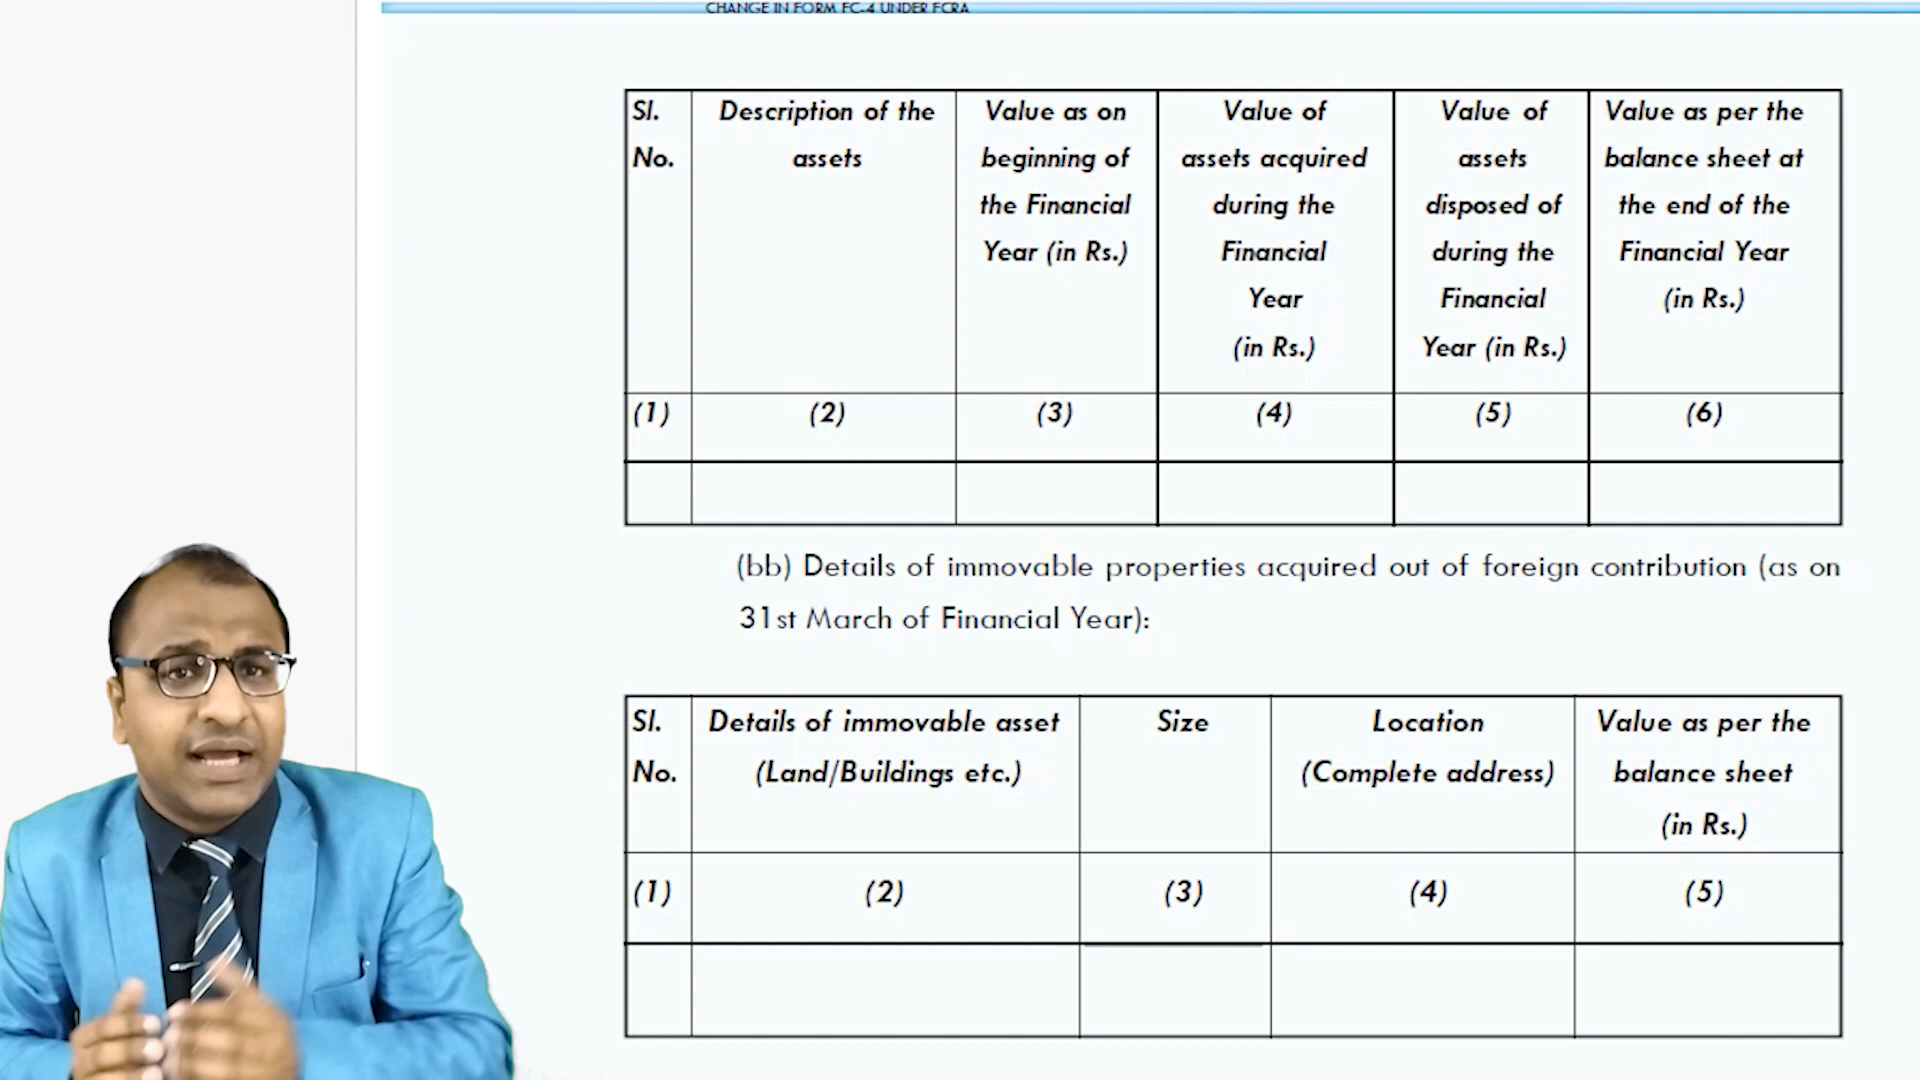 CHANGE IN FORM FC-4 UNDER FCRA
Sl. No.
Description of the assets
Value as on beginning of the Financial Year (in Rs.)
Value of assets acquired during the Financial Year (in Rs.)
Value of assets disposed of during the Financial Year (in Rs.)
Value as per the balance sheet at the end of the Financial Year (in Rs.)
(1) (2) (3) (4) (5) (6)
(bb) Details of immovable properties acquired out of foreign contribution (as on
31st March of Financial Year):
Sl. No.
Details of immovable asset (Land/Buildings etc.)
Size
Location (Complete address)
Value as per the balance sheet (in Rs.)
(1) (2) (3) (4) (5)